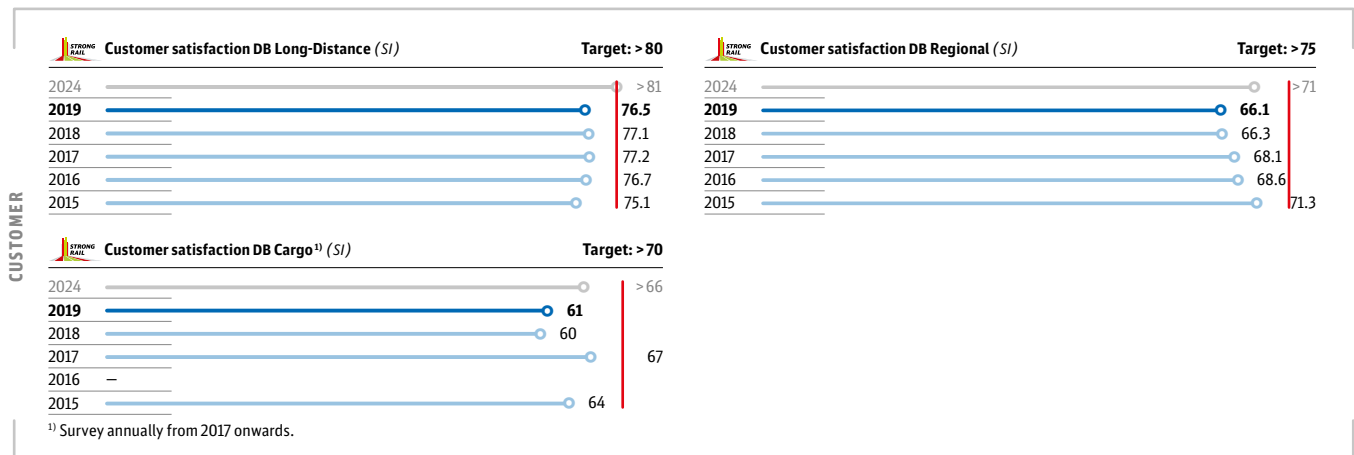 CUSTOMER
STRONG RAIL Customer satisfaction DB Long-Distance (SI) Target: > 80
2024 > 81
2019 76.5
2018 77.1
2017 77.2
2016 76.7
2015 75.1
STRONG RAIL Customer satisfaction DB Regional (SI) Target: > 75
2024 > 71
2019 66.1
2018 66.3
2017 68.1
2016 68.6
2015 71.3
STRONG RAIL Customer satisfaction DB Cargo 1) (SI) Target: > 70
2024 > 66
2019 61
2018 60
2017 67
2016 –
2015 64
1) Survey annually from 2017 onwards.